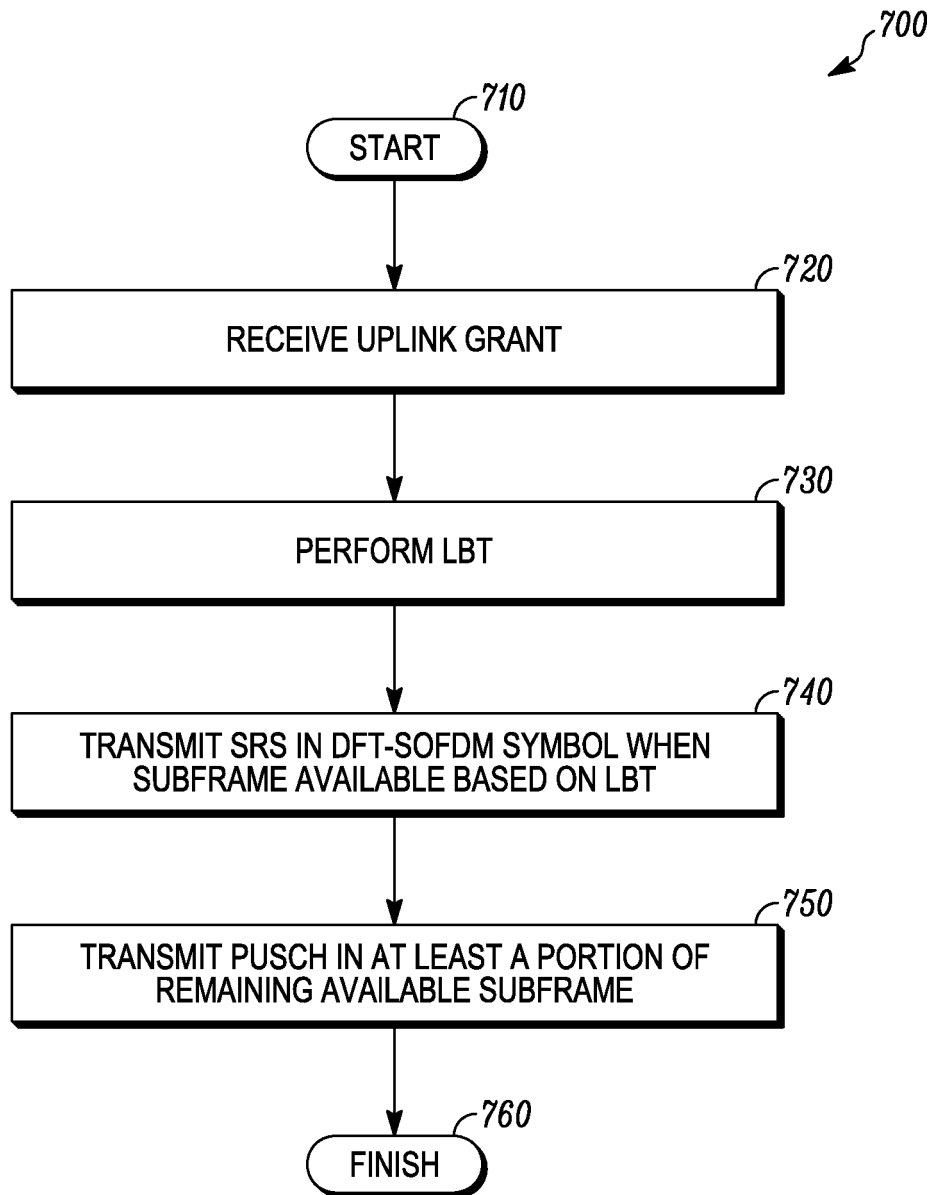 700
710
START
720
RECEIVE UPLINK GRANT
730
PERFORM LBT
740
TRANSMIT SRS IN DFT-SOFDM SYMBOL WHEN
SUBFRAME AVAILABLE BASED ON LBT
750
TRANSMIT PUSCH IN AT LEAST A PORTION OF
REMAINING AVAILABLE SUBFRAME
760
FINISH